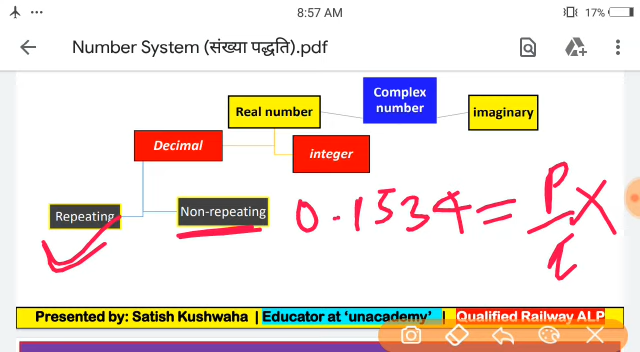 8:57 AM
17%
Number System (संख्या पद्धति).pdf
Complex
number
Real number
imaginary
Decimal
integer
Repeating
Non-repeating
0.1534 = p/q X
Presented by: Satish Kushwaha | Educator at 'unacademy' | Qualified Railway ALP